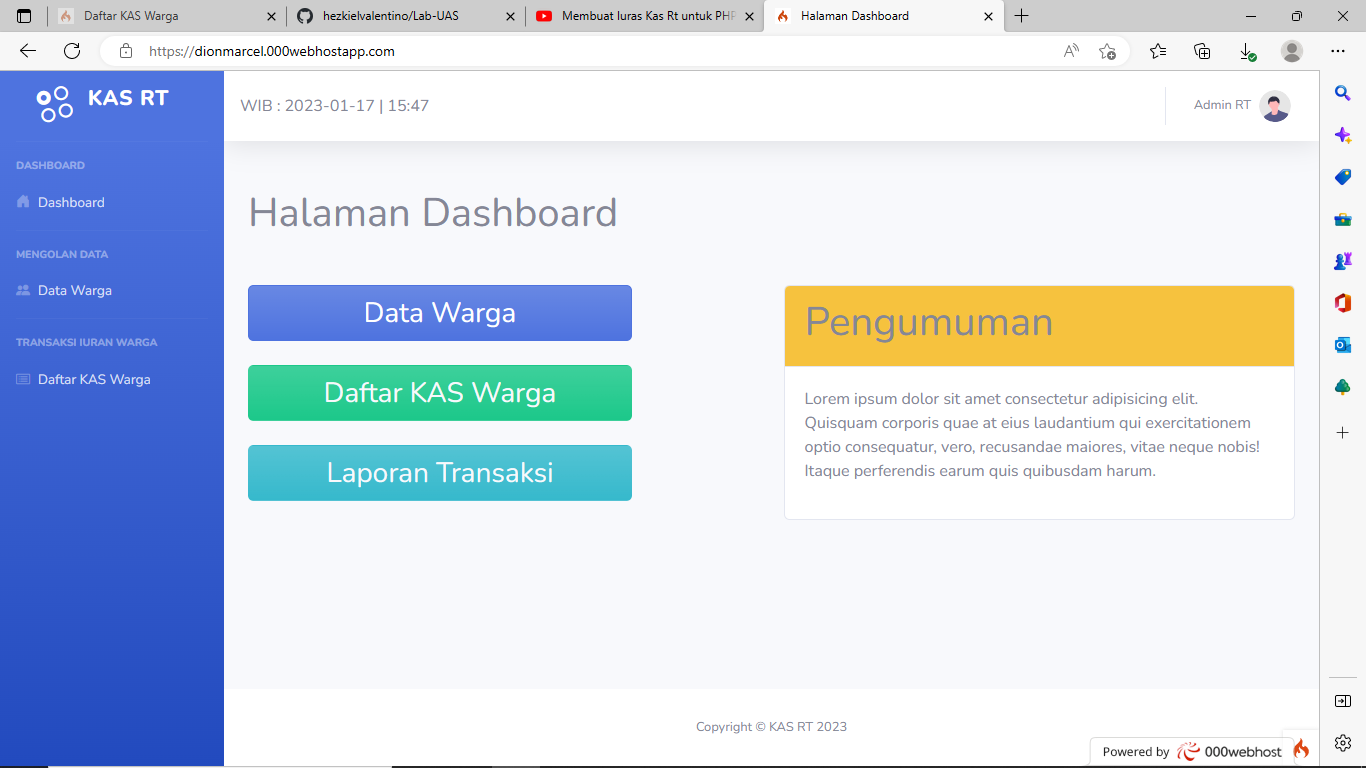 Daftar KAS Warga
hezkielvalentino/Lab-UAS
Membuat Iuras Kas Rt untuk PHP
Halaman Dashboard
https://dionmarcel.000webhostapp.com
KAS RT
WIB : 2023-01-17 | 15:47
Admin RT
DASHBOARD
Dashboard
MENGOLAN DATA
Data Warga
TRANSAKSI IURAN WARGA
Daftar KAS Warga
Halaman Dashboard
Data Warga
Daftar KAS Warga
Laporan Transaksi
Pengumuman
Lorem ipsum dolor sit amet consectetur adipisicing elit.
Quisquam corporis quae at eius laudantium qui exercitationem
optio consequatur, vero, recusandae maiores, vitae neque nobis!
Itaque perferendis earum quis quibusdam harum.
Copyright © KAS RT 2023
Powered by 000webhost